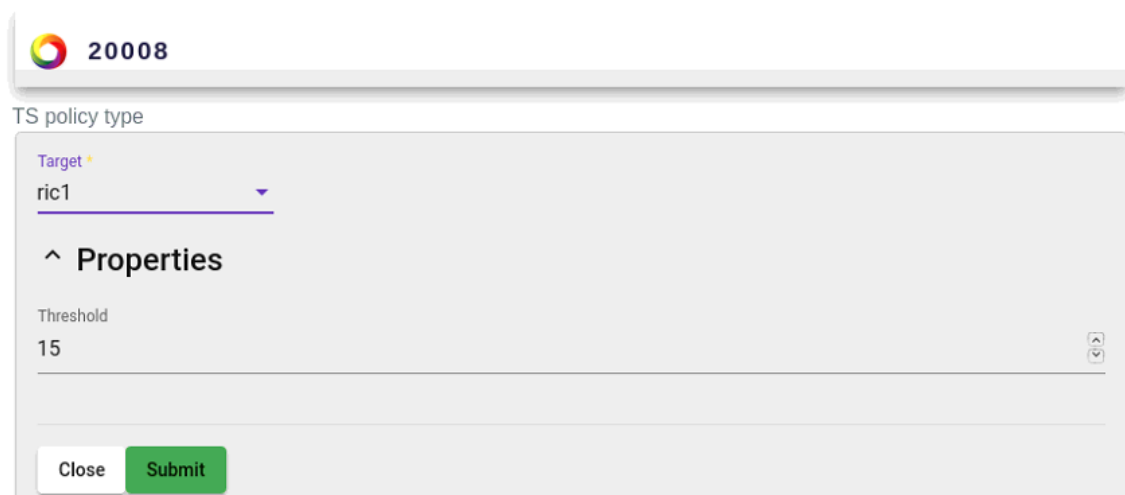 20008
TS policy type
Target *
ric1
Properties
Threshold
15
Close Submit